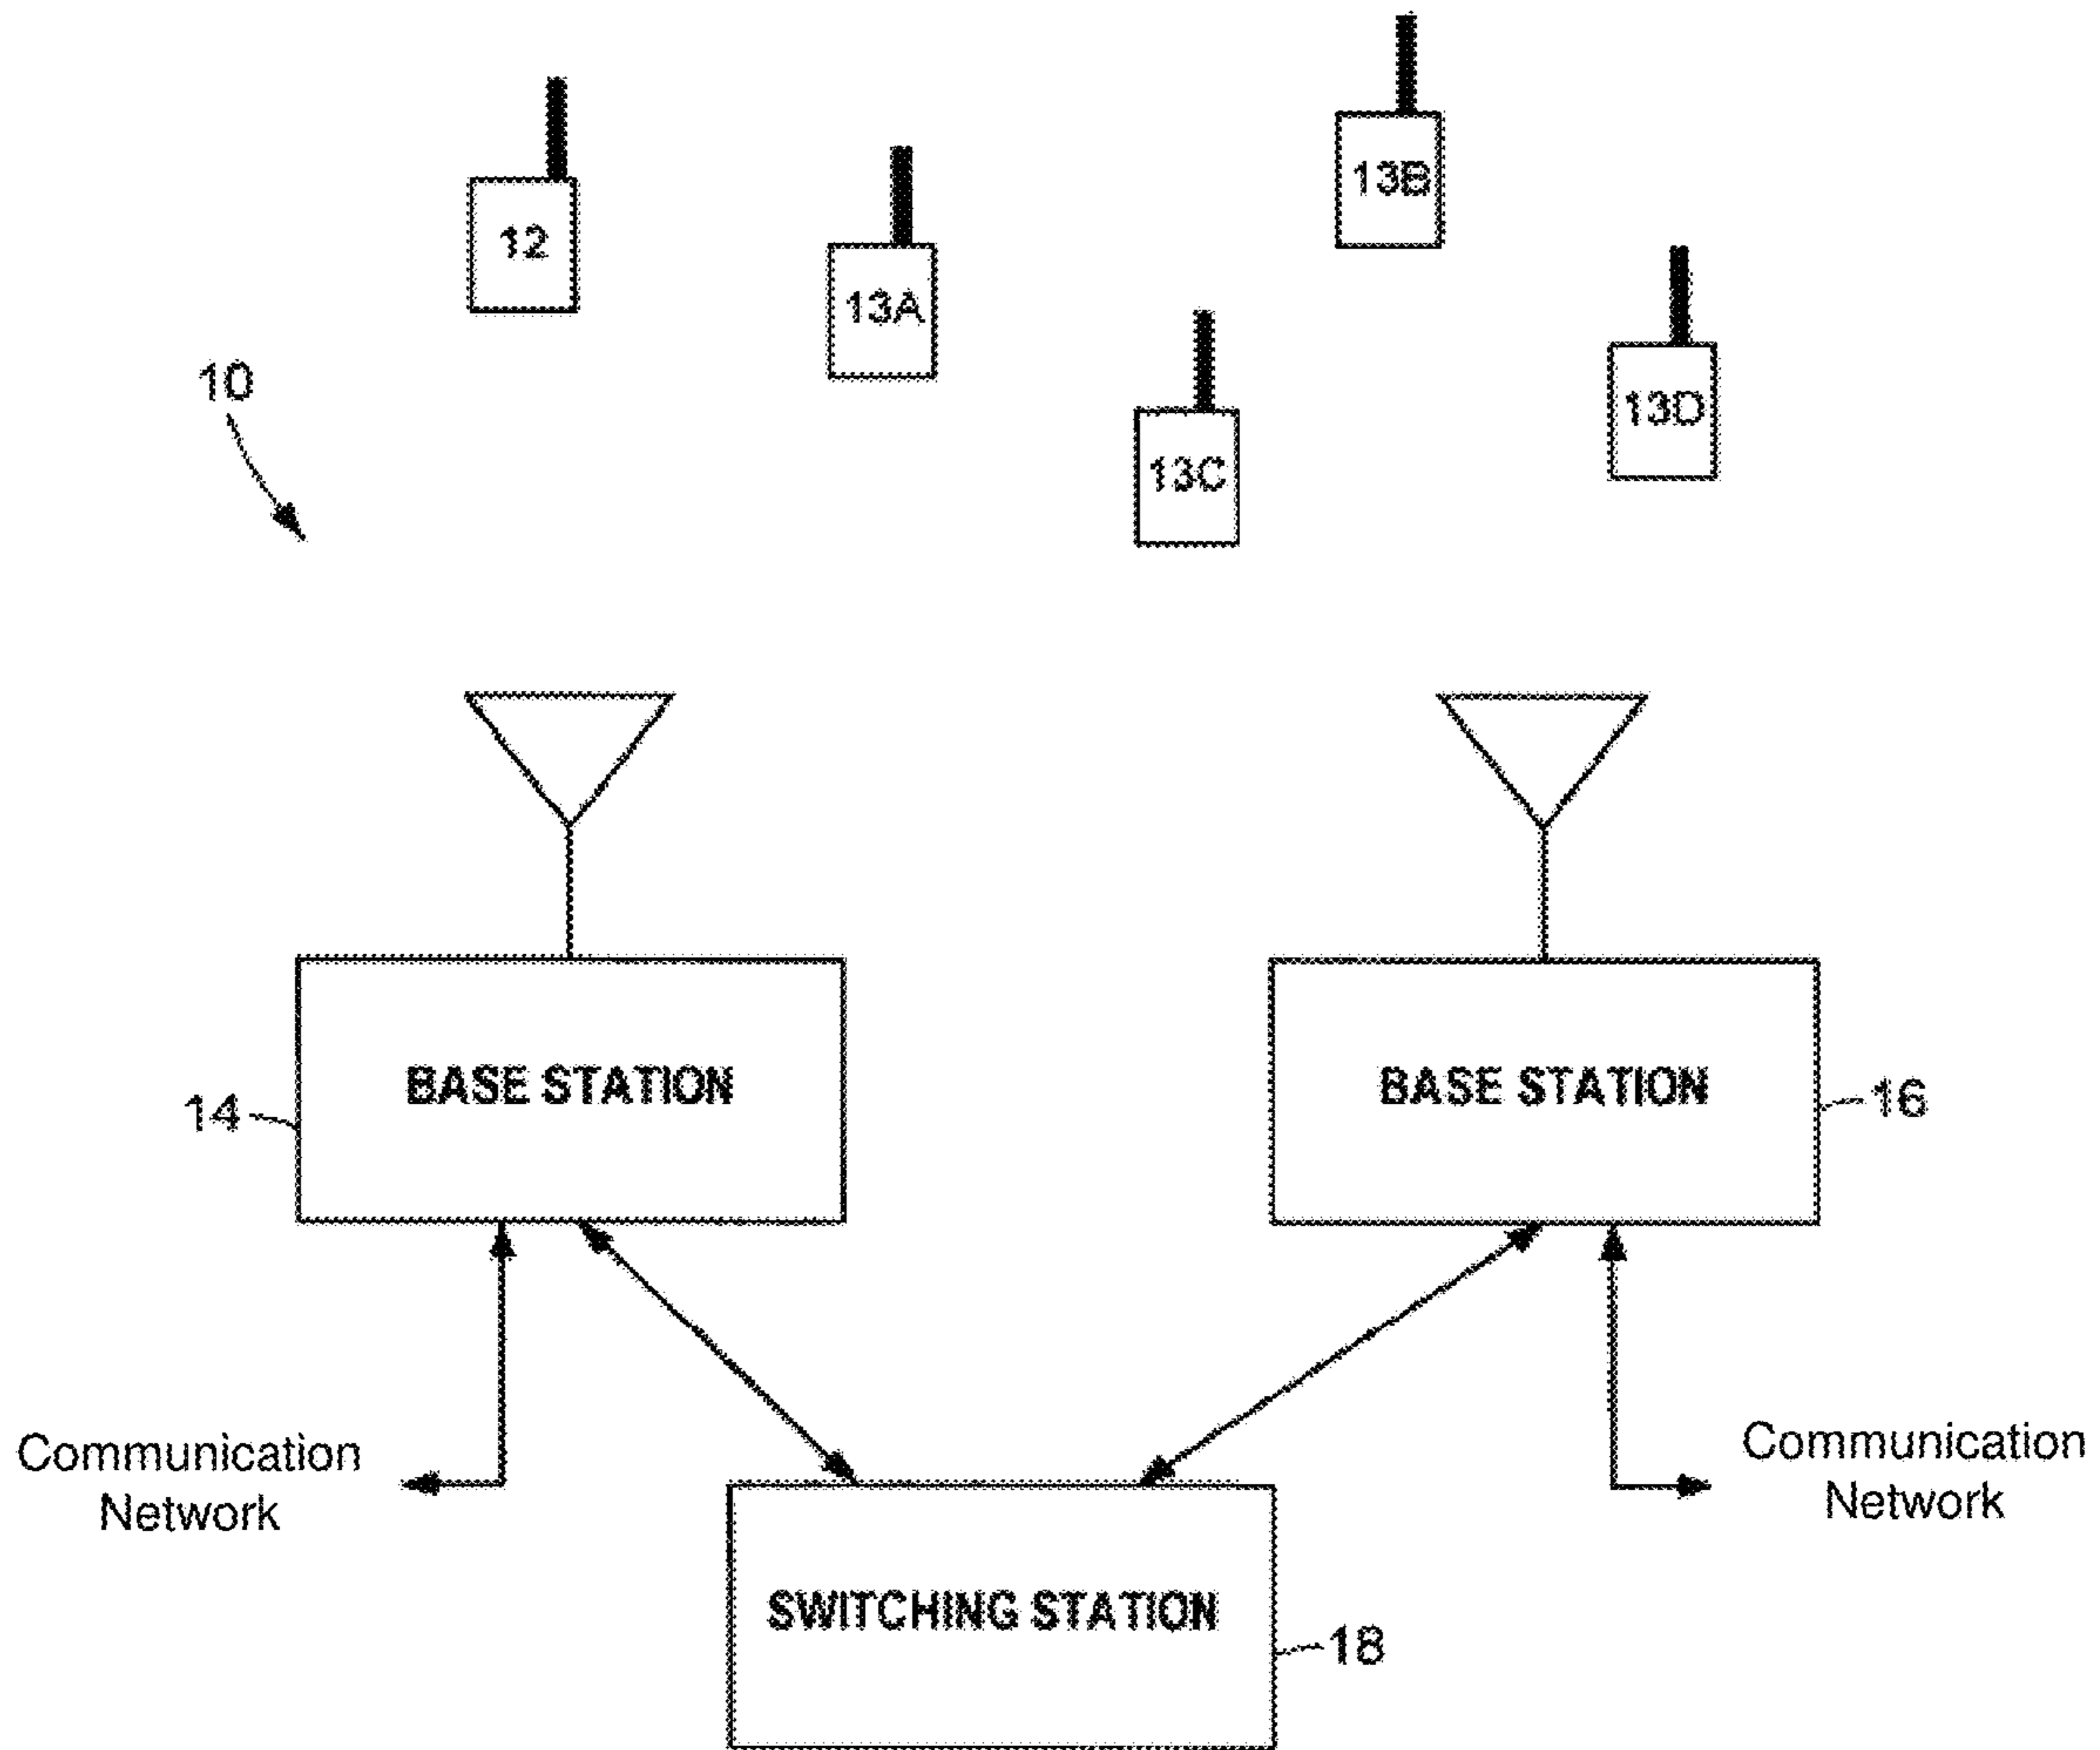 13B
12
13A
10
13D
13C
BASE STATION
BASE STATION
14
16
Communication
Network
Communication
Network
SWITCHING STATION
18